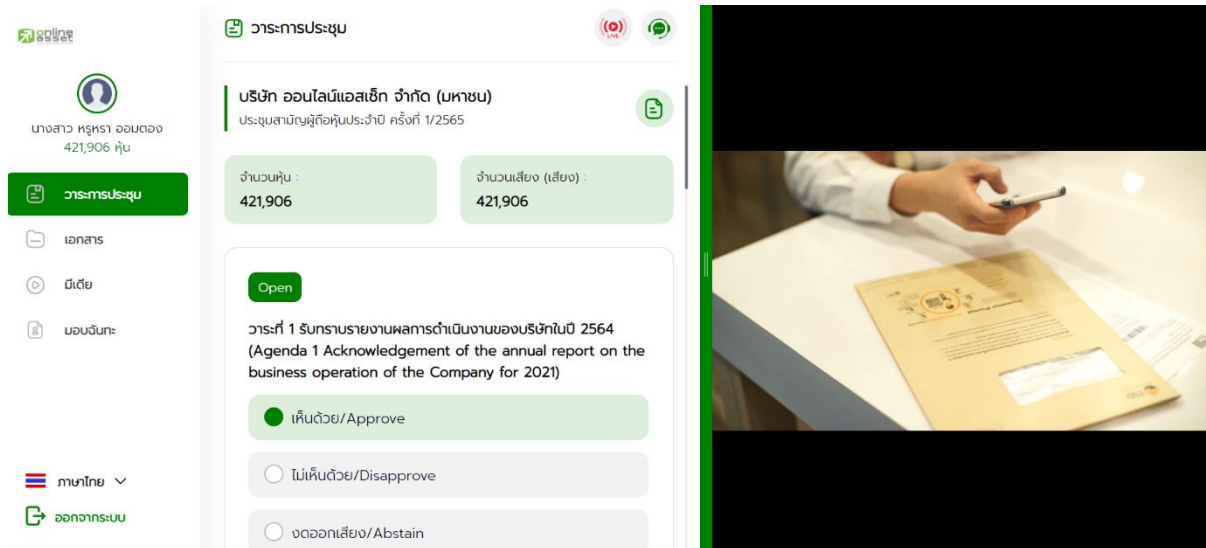 online
asset
นางสาว หรูหรา ออมตอง
421,906 หุ้น
วาระการประชุม
เอกสาร
มีเดีย
มอบฉันทะ
ภาษาไทย
ออกจากระบบ
วาระการประชุม
LIVE
บริษัท ออนไลน์แอสเซ็ท จำกัด (มหาชน)
ประชุมสามัญผู้ถือหุ้นประจำปี ครั้งที่ 1/2565
จำนวนหุ้น :
421,906
จำนวนเสียง (เสียง) :
421,906
Open
วาระที่ 1 รับทราบรายงานผลการดำเนินงานของบริษัทในปี 2564
(Agenda 1 Acknowledgement of the annual report on the
business operation of the Company for 2021)
เห็นด้วย/Approve
ไม่เห็นด้วย/Disapprove
งดออกเสียง/Abstain
Investor Portal
TSD